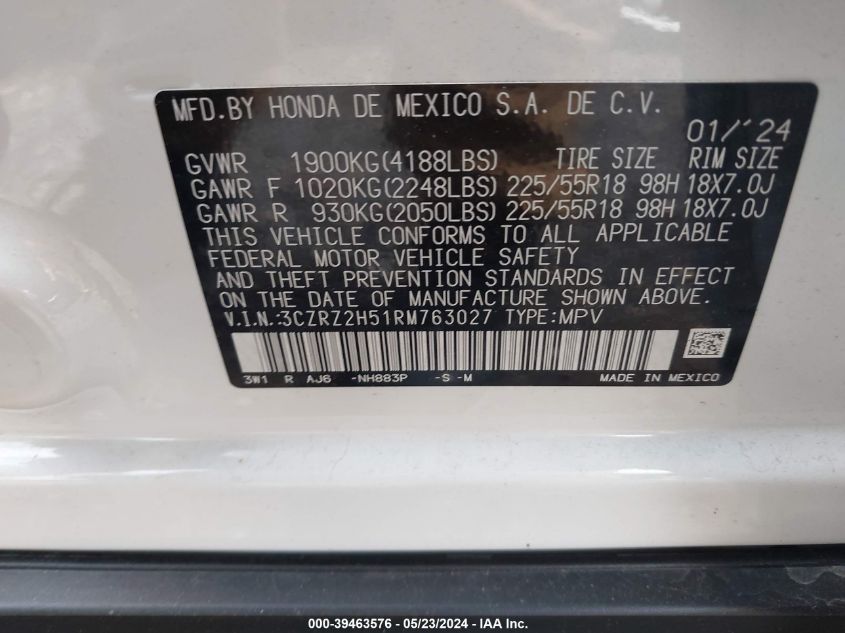 MFD.BY HONDA DE MEXICO S.A. DE C.V.
01/'24
GVWR 1900KG(4188LBS) TIRE SIZE RIM SIZE
GAWR F 1020KG(2248LBS) 225/55R18 98H 18X7.0J
GAWR R 930KG(2050LBS) 225/55R18 98H 18X7.0J
THIS VEHICLE CONFORMS TO ALL APPLICABLE
FEDERAL MOTOR VEHICLE SAFETY
AND THEFT PREVENTION STANDARDS IN EFFECT
ON THE DATE OF MANUFACTURE SHOWN ABOVE.
V.I.N.:3CZRZ2H51RM763027 TYPE:MPV
3W1 R AJ6 -NH883P -S -M MADE IN MEXICO
000-39463576 - 05/23/2024 - IAA Inc.